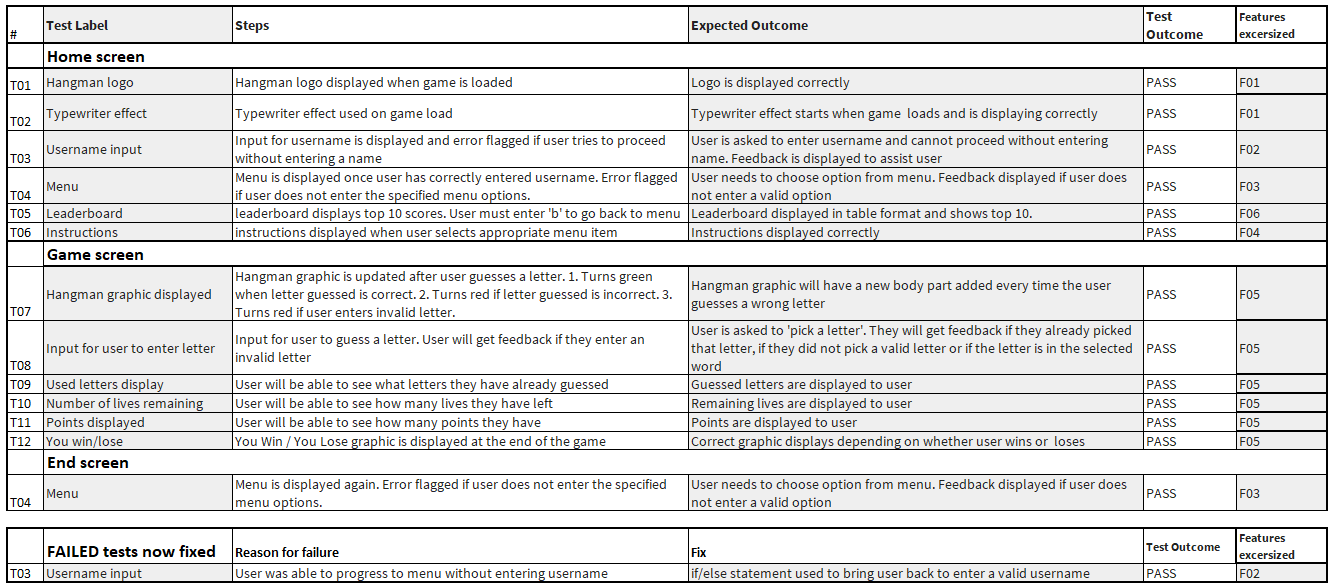 # Test Label Steps Expected Outcome Test Outcome Features excersized
Home screen
T01 Hangman logo Hangman logo displayed when game is loaded Logo is displayed correctly PASS F01
T02 Typewriter effect Typewriter effect used on game load Typewriter effect starts when game loads and is displaying correctly PASS F01
T03 Username input Input for username is displayed and error flagged if user tries to proceed
without entering a name
User is asked to enter username and cannot proceed without entering
name. Feedback is displayed to assist user
PASS F02
T04 Menu Menu is displayed once user has correctly entered username. Error flagged
if user does not enter the specified menu options.
User needs to choose option from menu. Feedback displayed if user does
not enter a valid option
PASS F03
T05 Leaderboard leaderboard displays top 10 scores. User must enter 'b' to go back to menu Leaderboard displayed in table format and shows top 10. PASS F06
T06 Instructions instructions displayed when user selects appropriate menu item Instructions displayed correctly PASS F04
Game screen
T07 Hangman graphic displayed Hangman graphic is updated after user guesses a letter. 1. Turns green
when letter guessed is correct. 2. Turns red if letter guessed is incorrect. 3.
Turns red if user enters invalid letter.
Hangman graphic will have a new body part added every time the user
guesses a wrong letter
PASS F05
T08 Input for user to enter letter Input for user to guess a letter. User will get feedback if they enter an
invalid letter
User is asked to 'pick a letter'. They will get feedback if they already picked
that letter, if they did not pick a valid letter or if the letter is in the selected
word
PASS F05
T09 Used letters display User will be able to see what letters they have already guessed Guessed letters are displayed to user PASS F05
T10 Number of lives remaining User will be able to see how many lives they have left Remaining lives are displayed to user PASS F05
T11 Points displayed User will be able to see how many points they have Points are displayed to user PASS F05
T12 You win/lose You Win / You Lose graphic is displayed at the end of the game Correct graphic displays depending on whether user wins or loses PASS F05
End screen
T04 Menu Menu is displayed again. Error flagged if user does not enter the specified
menu options.
User needs to choose option from menu. Feedback displayed if user does
not enter a valid option
PASS F03
FAILED tests now fixed Reason for failure Fix Test Outcome Features excersized
T03 Username input User was able to progress to menu without entering username if/else statement used to bring user back to enter a valid username PASS F02